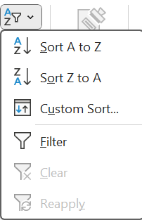 Sort A to Z
Sort Z to A
Custom Sort...
Filter
Clear
Reapply